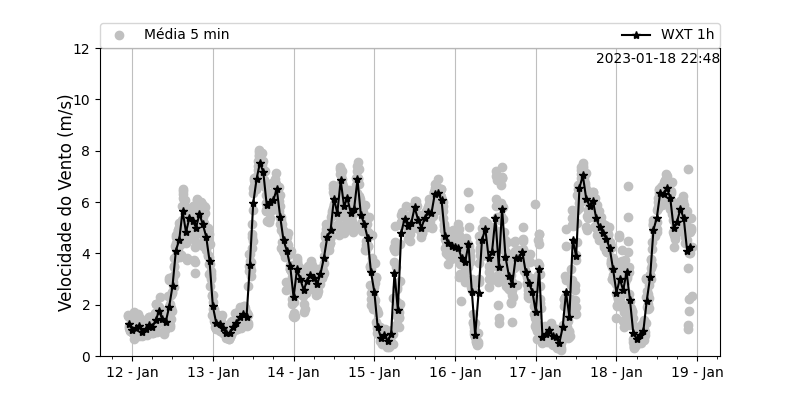 Média 5 min
WXT 1h
2023-01-18 22:48
Velocidade do Vento (m/s)
12
10
8
6
4
2
0
12 - Jan 13 - Jan 14 - Jan 15 - Jan 16 - Jan 17 - Jan 18 - Jan 19 - Jan